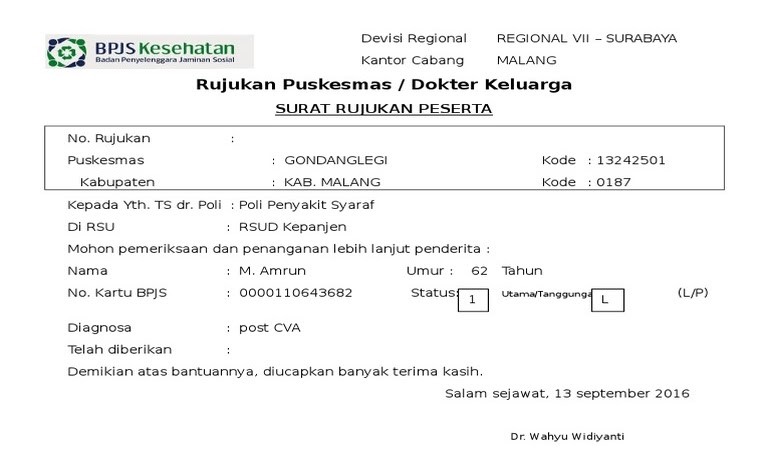 BPJS Kesehatan
Badan Penyelenggara Jaminan Sosial
Devisi Regional REGIONAL VII – SURABAYA
Kantor Cabang MALANG
Rujukan Puskesmas / Dokter Keluarga
SURAT RUJUKAN PESERTA
No. Rujukan :
Puskesmas : GONDANGLEGI Kode : 13242501
Kabupaten : KAB. MALANG Kode : 0187
Kepada Yth. TS dr. Poli : Poli Penyakit Syaraf
Di RSU : RSUD Kepanjen
Mohon pemeriksaan dan penanganan lebih lanjut penderita :
Nama : M. Amrun Umur : 62 Tahun
No. Kartu BPJS : 0000110643682 Status: 1 Utama/Tanggunga L (L/P)
Diagnosa : post CVA
Telah diberikan :
Demikian atas bantuannya, diucapkan banyak terima kasih.
Salam sejawat, 13 september 2016
Dr. Wahyu Widiyanti